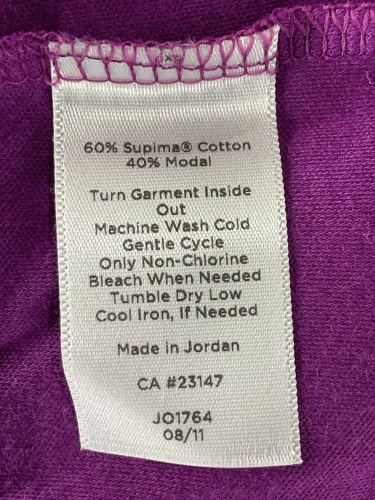 60% Supima® Cotton
40% Modal
Turn Garment Inside
Out
Machine Wash Cold
Gentle Cycle
Only Non-Chlorine
Bleach When Needed
Tumble Dry Low
Cool Iron, If Needed
Made in Jordan
CA #23147
JO1764
08/11